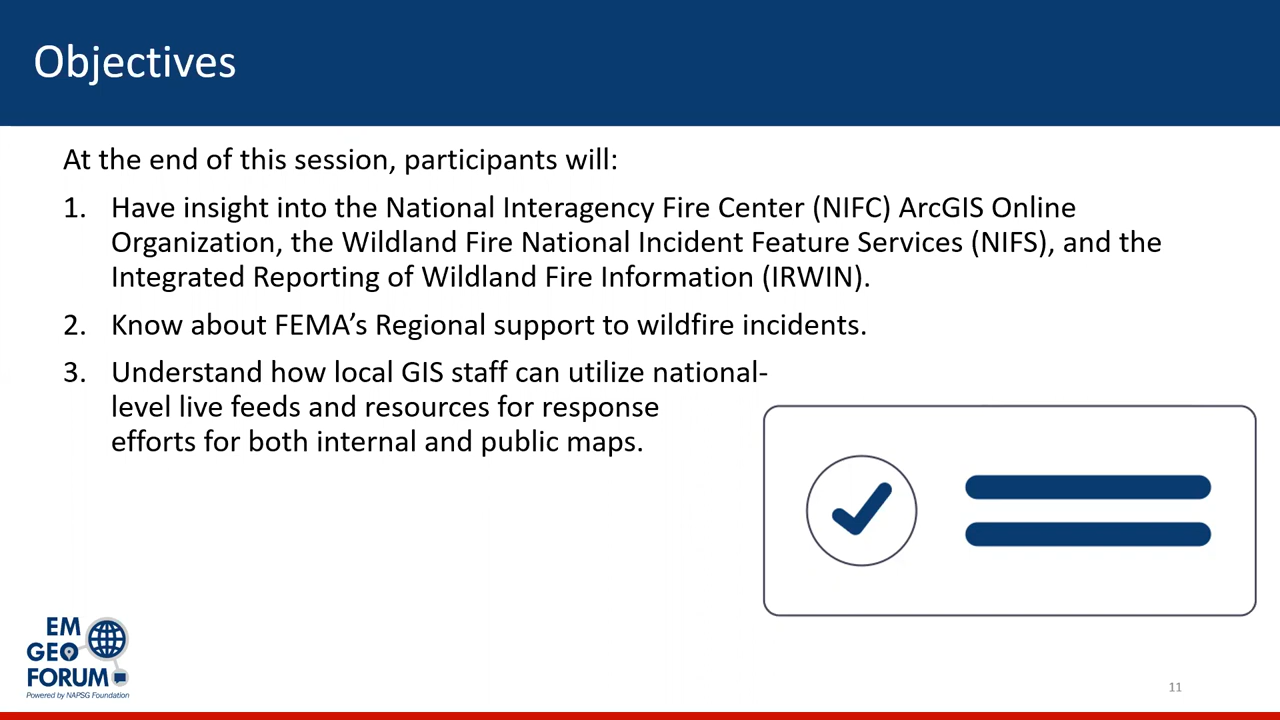 Objectives
At the end of this session, participants will:
1. Have insight into the National Interagency Fire Center (NIFC) ArcGIS Online
Organization, the Wildland Fire National Incident Feature Services (NIFS), and the
Integrated Reporting of Wildland Fire Information (IRWIN).
2. Know about FEMA’s Regional support to wildfire incidents.
3. Understand how local GIS staff can utilize national-
level live feeds and resources for response
efforts for both internal and public maps.
EM
GEO
FORUM
Powered by NAPSG Foundation
11